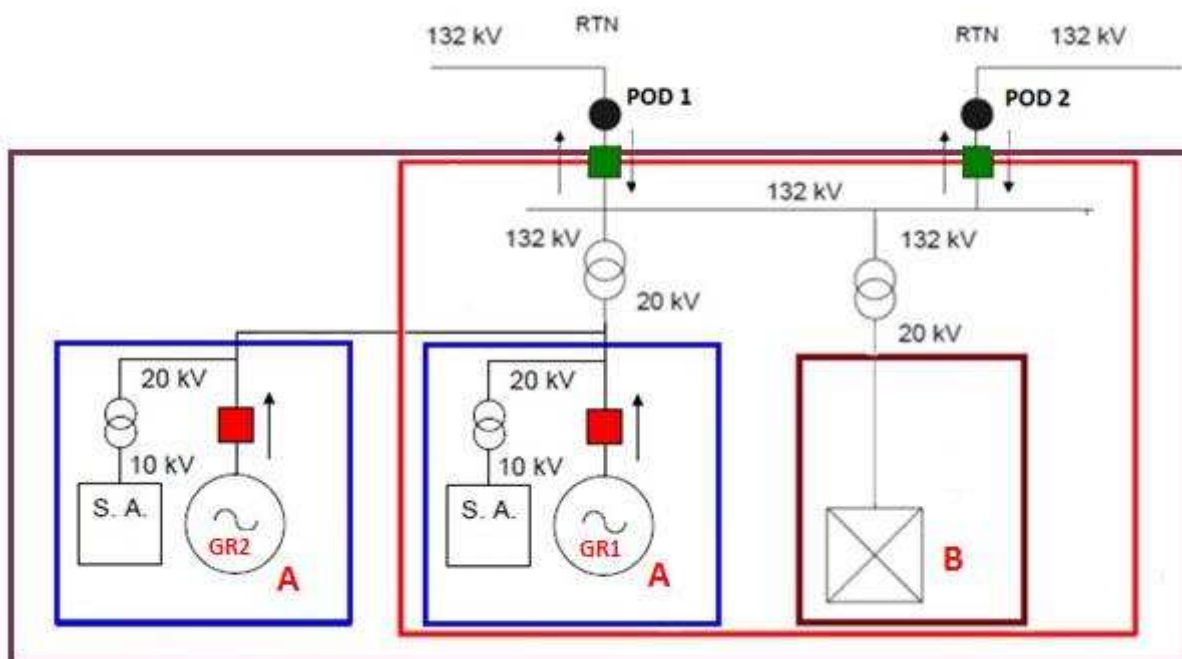 RTN
132 kV
POD 1
RTN
132 kV
POD 2
132 kV
132 kV
20 kV
132 kV
20 kV
20 kV
10 kV
S. A.
GR2
A
20 kV
10 kV
S. A.
GR1
A
B